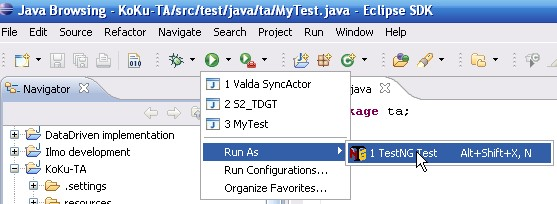 Java Browsing - KoKu-TA/src/test/java/ta/MyTest.java - Eclipse SDK
File Edit Source Refactor Navigate Search Project Run Window Help
Navigator
.java
1 Valda SyncActor
2 S2_TDGT
3 MyTest
Run As
Run Configurations...
Organize Favorites...
1 TestNG Test Alt+Shift+X, N
kage ta;
DataDriven implementation
Ilmo development
KoKu-TA
.settings
resources